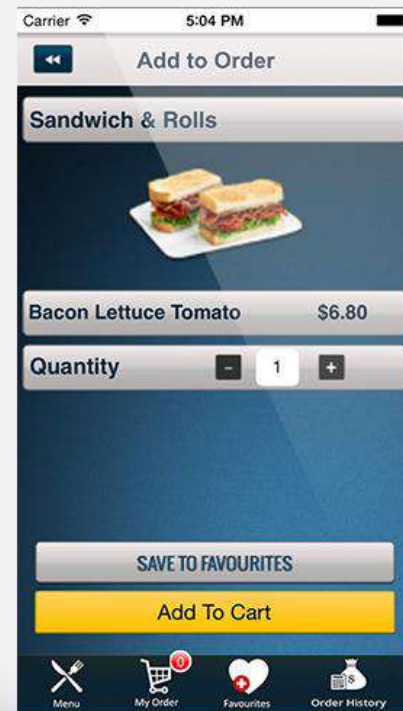 Carrier 5:04 PM
Add to Order
Sandwich & Rolls
Bacon Lettuce Tomato $6.80
Quantity - 1 +
SAVE TO FAVOURITES
Add To Cart
0
Menu My Order Favourites Order History